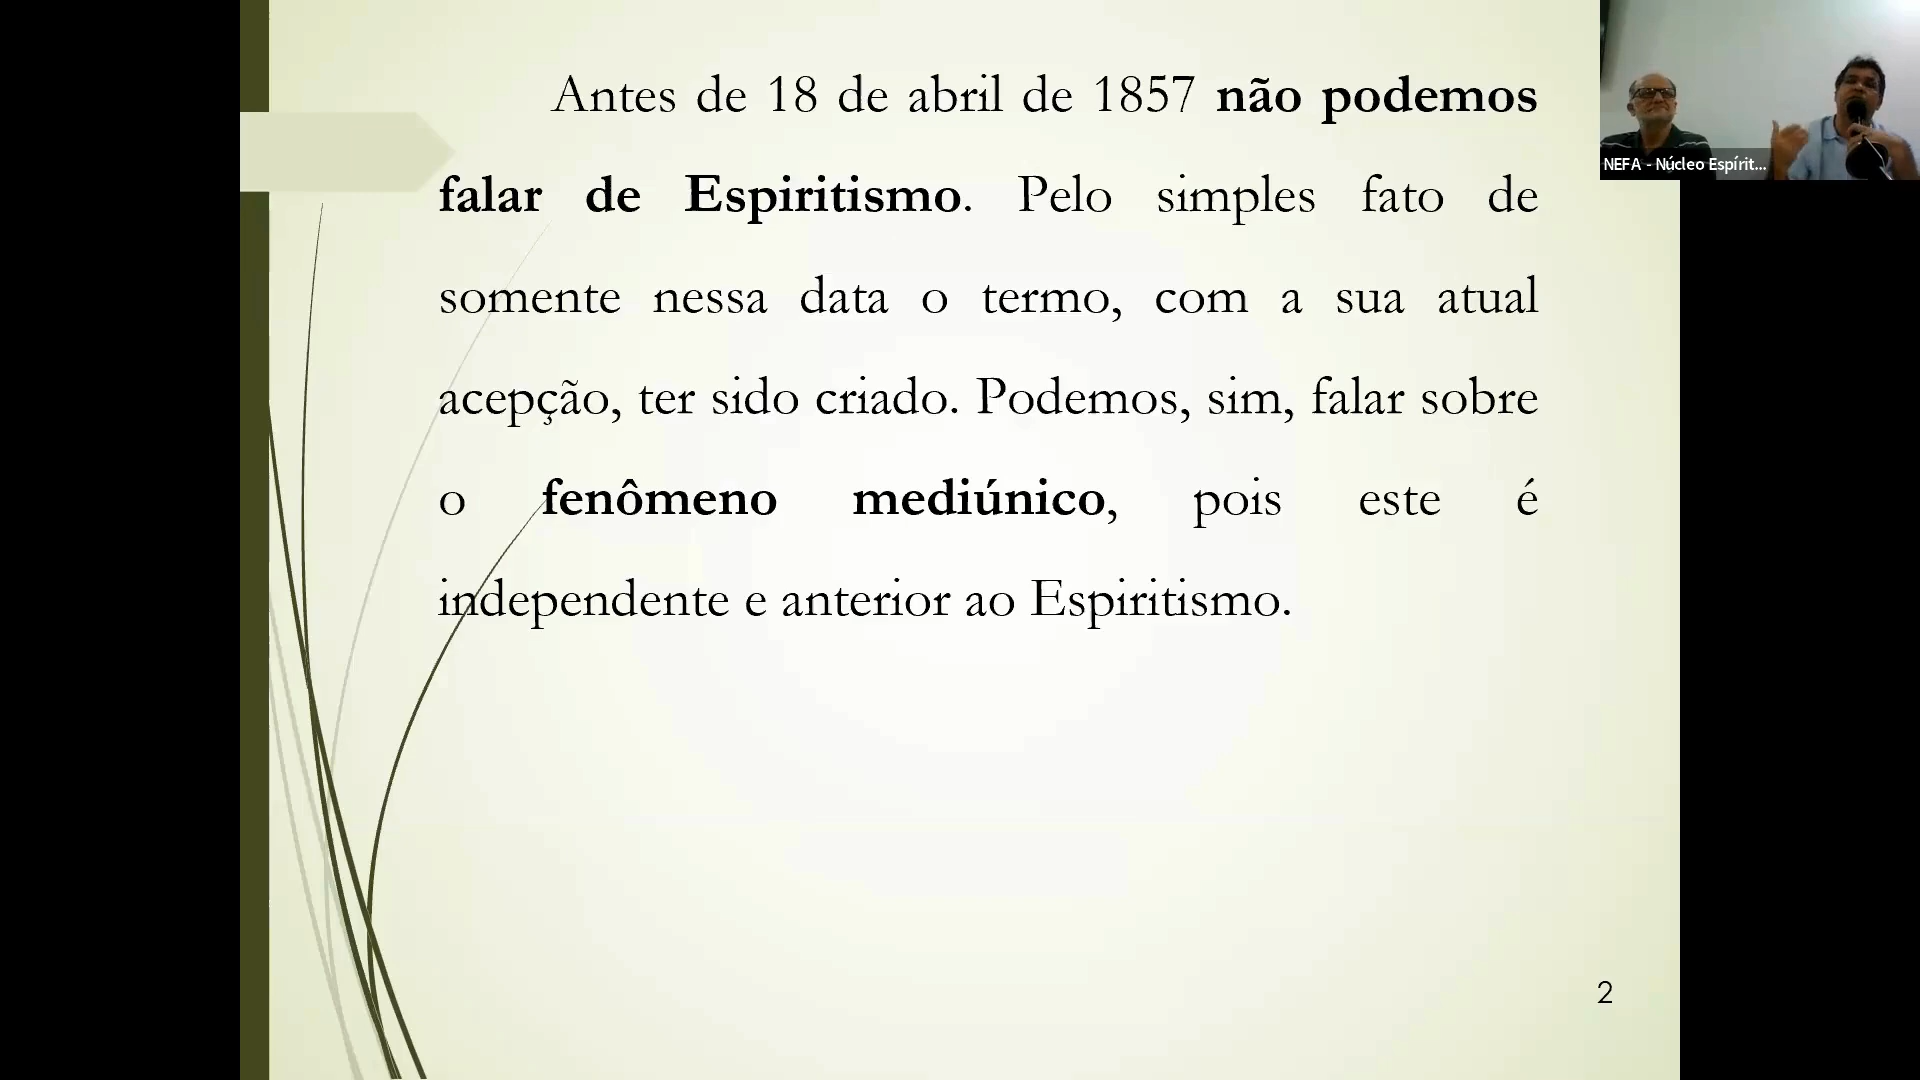 Antes de 18 de abril de 1857 não podemos
falar de Espiritismo. Pelo simples fato de
somente nessa data o termo, com a sua atual
acepção, ter sido criado. Podemos, sim, falar sobre
o fenômeno mediúnico, pois este é
independente e anterior ao Espiritismo.
NEFA - Núcleo Espírit...
2